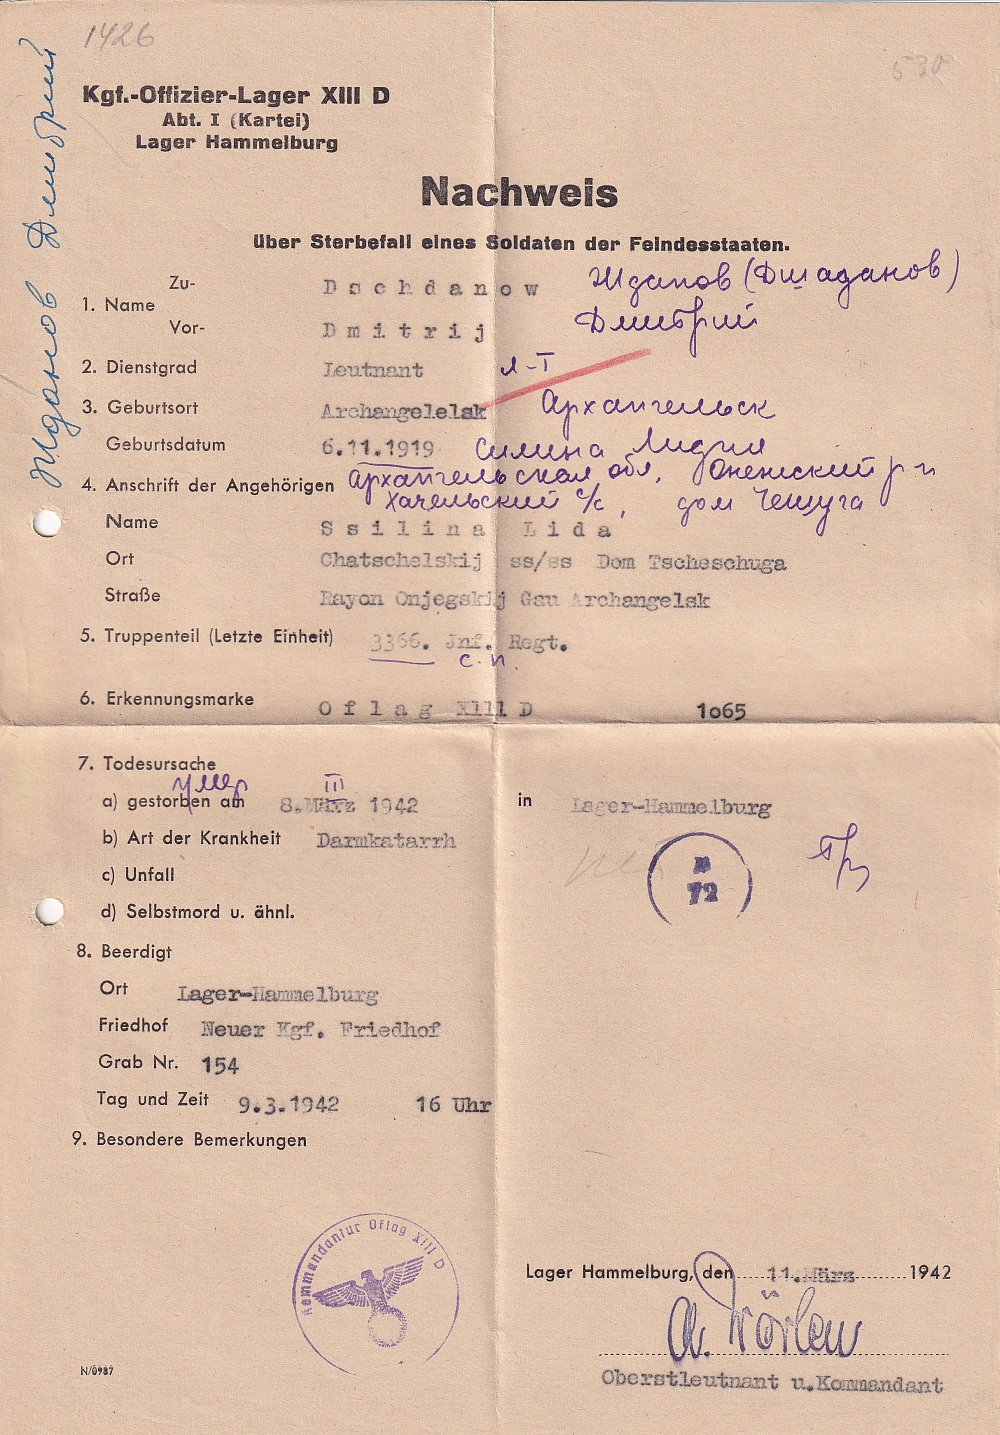 1426
530
Жданов Дмитрий
Kgf.-Offizier-Lager XIII D
Abt. I (Kartei)
Lager Hammelburg
Nachweis
über Sterbefall eines Soldaten der Feindesstaaten.
Жданов (Дшаданов)
1. Name Zu- Dschdanow
Дмитрий
Vor- Dmitrij
2. Dienstgrad Leutnant л-т
3. Geburtsort Archangelelsk Архангельск
Geburtsdatum 6.11.1919 Силина Лидия
Архангельская обл. Онежский р-н
4. Anschrift der Angehörigen Хачельский с/с, дом Чешуга
Name Ssilina Lida
Ort Chatschelskij ss/ss Dom Tscheschuga
Straße Rayon Onjegskij Gau Archangelsk
5. Truppenteil (Letzte Einheit) 3366. Jnf. Regt.
с.п.
6. Erkennungsmarke Oflag XlllD 1o65
7. Todesursache
умер III
a) gestorben am 8.März 1942 in Lager-Hammelburg
b) Art der Krankheit Darmkatarrh
72
c) Unfall
d) Selbstmord u. ähnl.
8. Beerdigt
Ort Lager-Hammelburg
Friedhof Neuer Kgf. Friedhof
Grab Nr. 154
Tag und Zeit 9.3.1942 16 Uhr
9. Besondere Bemerkungen
Kommandantur Oflag XIII D
Lager Hammelburg, den 11.März 1942
Oberstleutnant u.Kommandant
N/0987